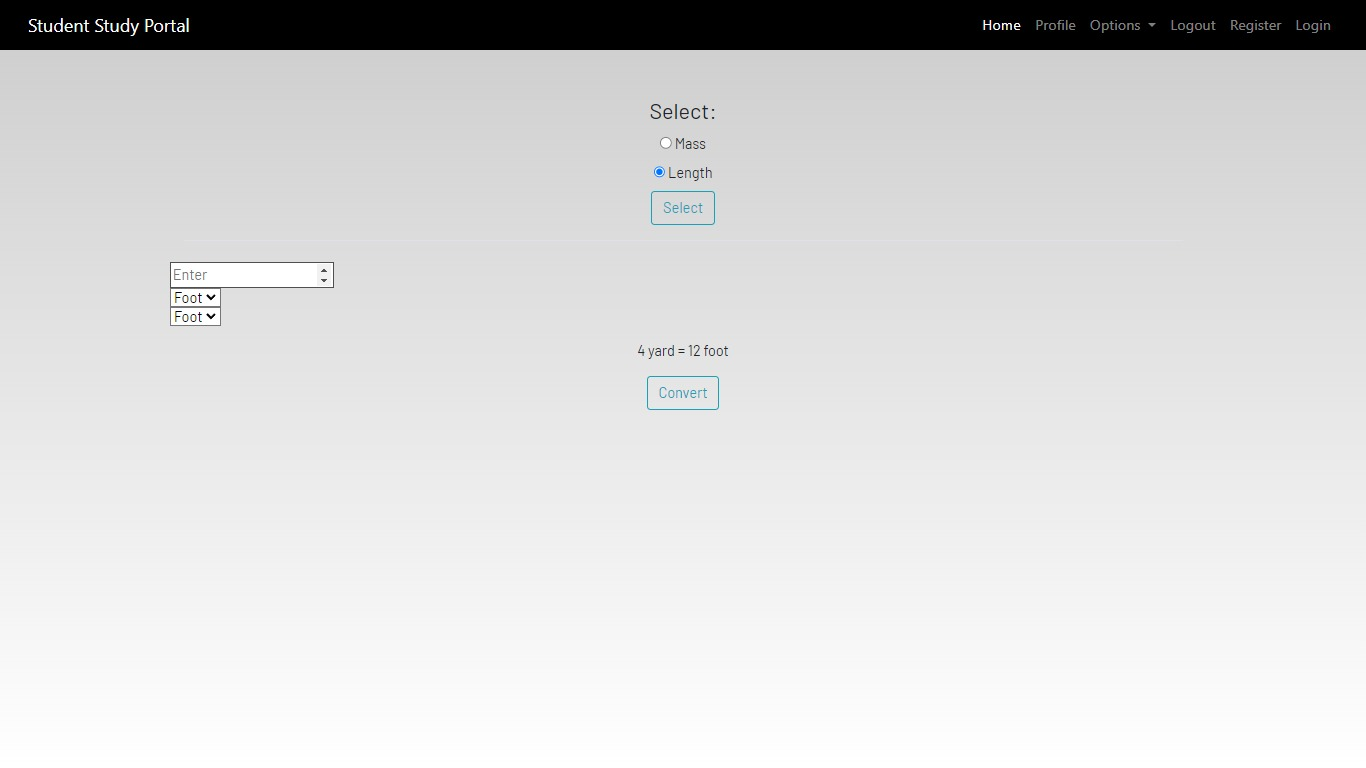 Student Study Portal
Home Profile Options Logout Register Login
Select:
Mass
Length
Select
Enter
Foot
Foot
4 yard = 12 foot
Convert